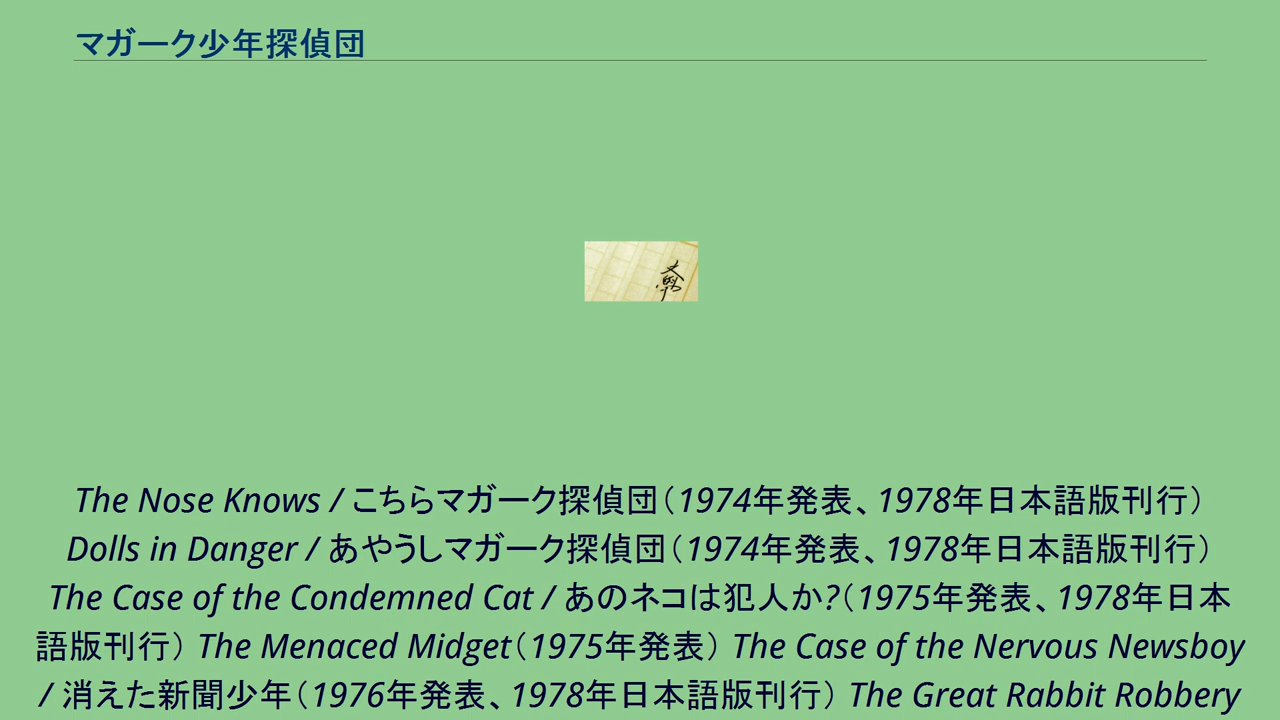 マガーク少年探偵団
The Nose Knows / こちらマガーク探偵団（1974年発表、1978年日本語版刊行）
Dolls in Danger / あやうしマガーク探偵団（1974年発表、1978年日本語版刊行）
The Case of the Condemned Cat / あのネコは犯人か?（1975年発表、1978年日本
語版刊行） The Menaced Midget（1975年発表） The Case of the Nervous Newsboy
/ 消えた新聞少年（1976年発表、1978年日本語版刊行） The Great Rabbit Robbery